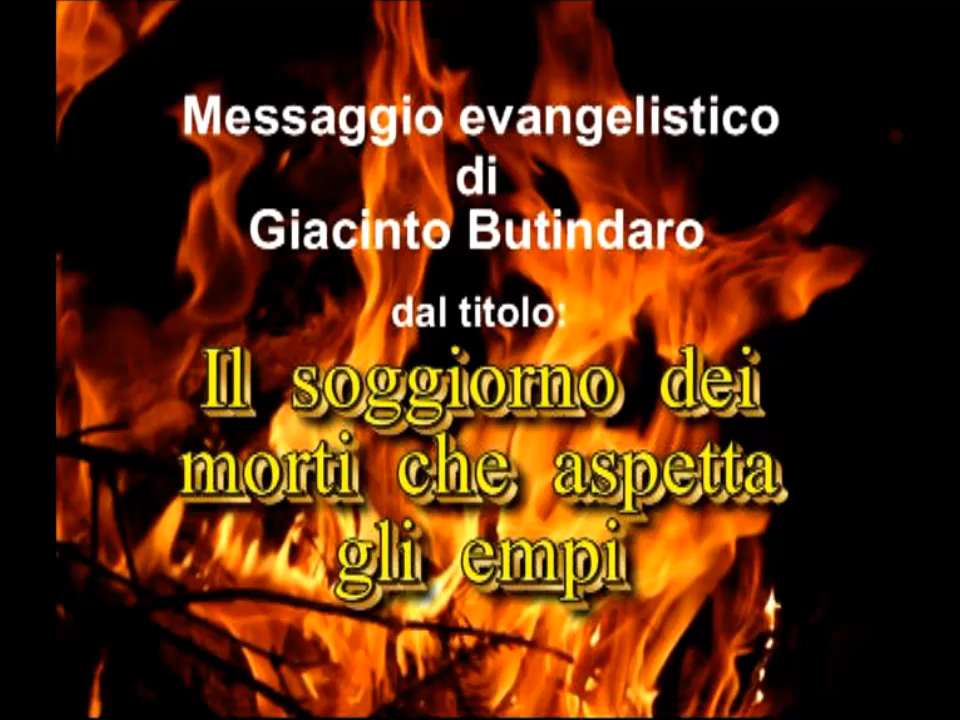 Messaggio evangelistico
di
Giacinto Butindaro
dal titolo:
Il soggiorno dei
morti che aspetta
gli empi